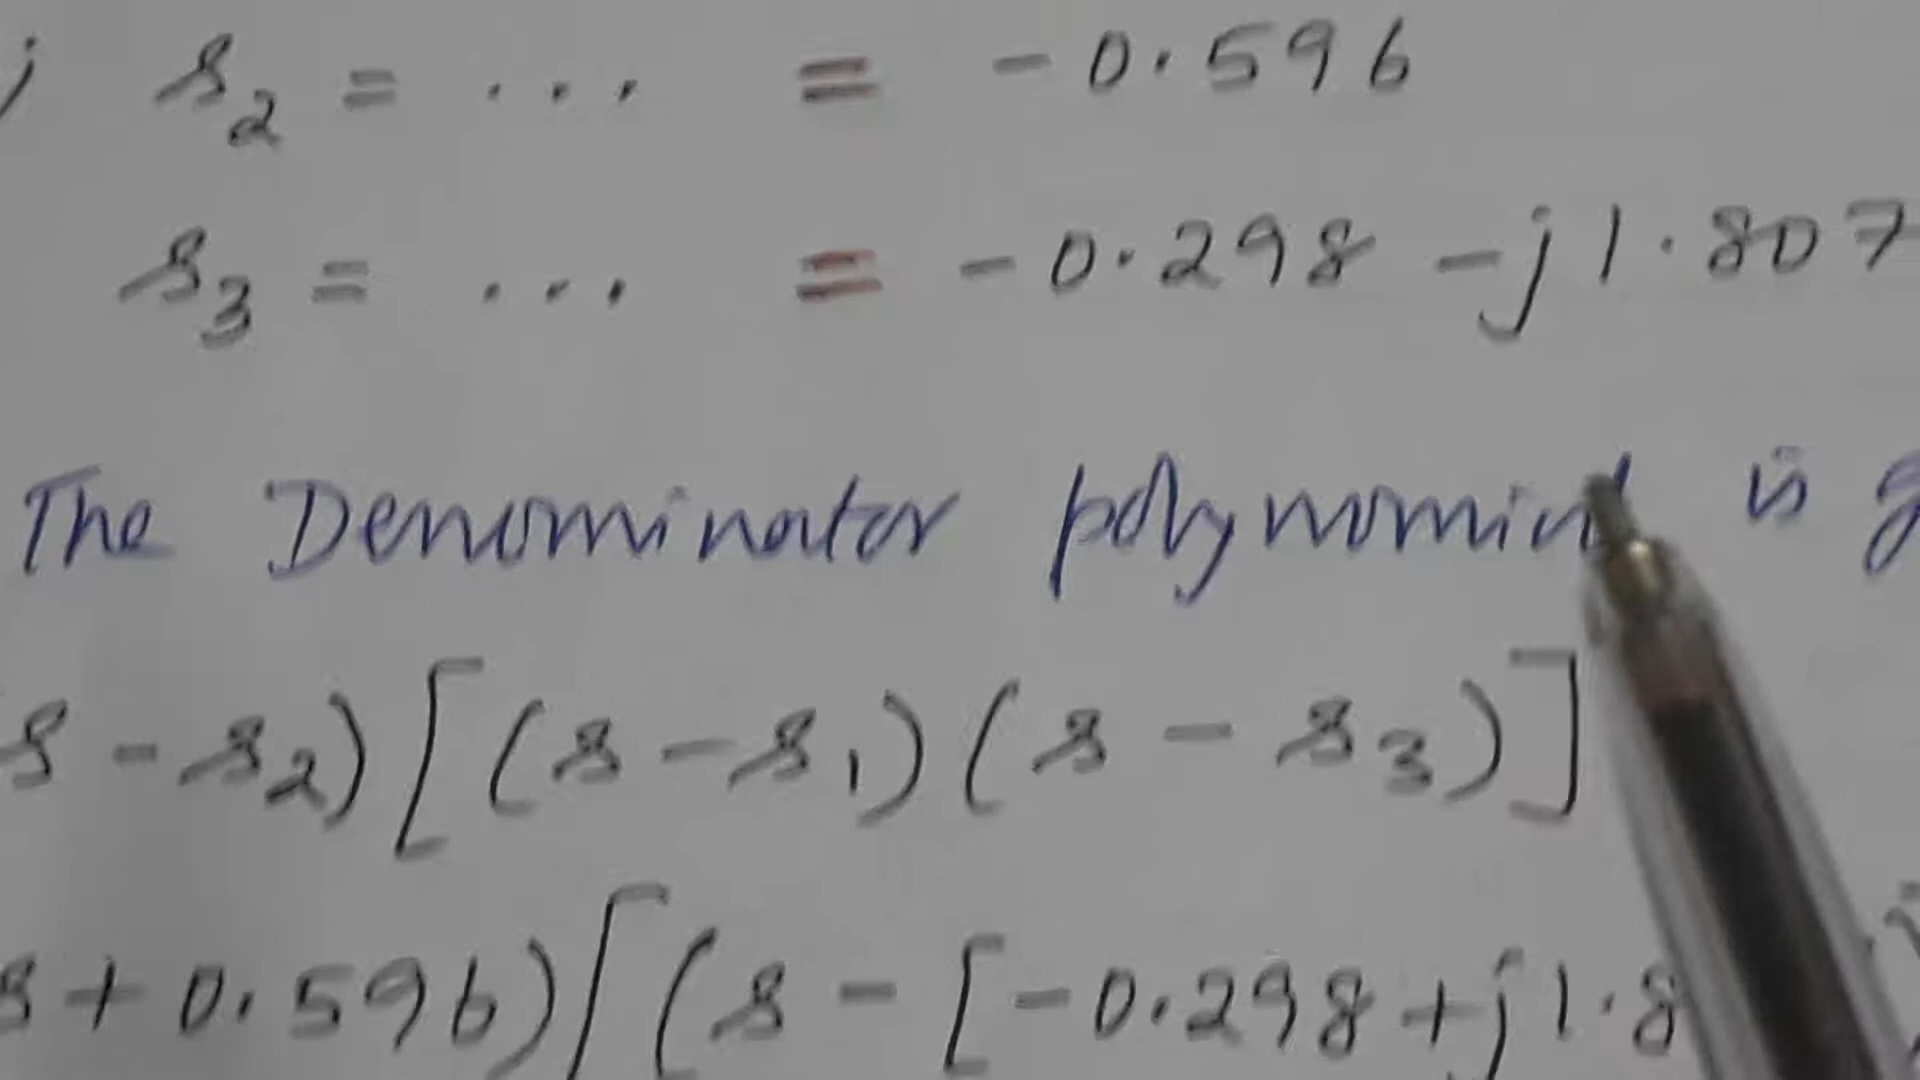 ; s₂ = ... = -0.596
s₃ = ... = -0.298 -j1.807
The Denominator polynomial is
s - s₂)[(s - s₁)(s - s₃)]
s + 0.596)[(s - [-0.298 + j1.8